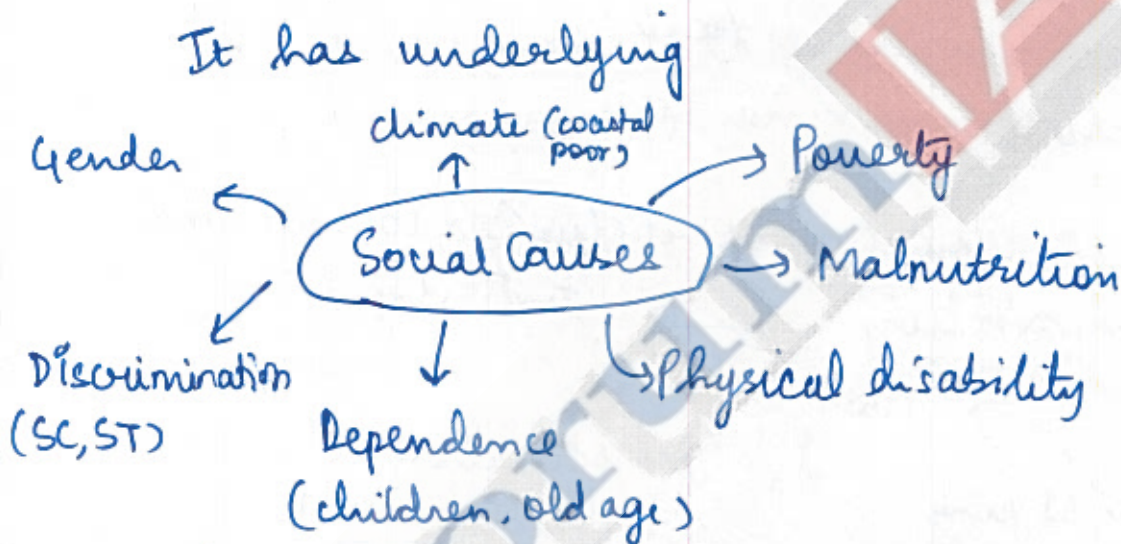 It has underlying
climate (coastal
poor)
Gender
Poverty
Social Causes
Malnutrition
Discrimination
(SC, ST)
Physical disability
Dependence
(children, old age)